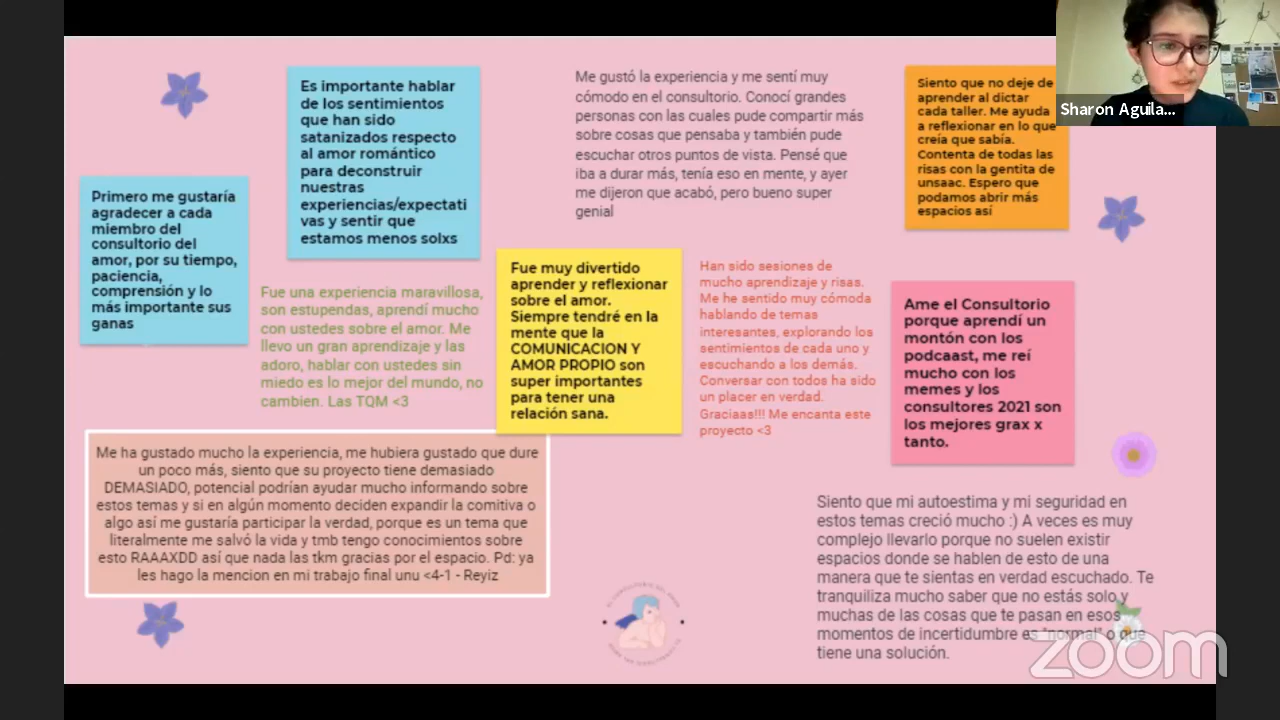 Es importante hablar
de los sentimientos
que han sido
satanizados respecto
al amor romántico
para deconstruir
nuestras
experiencias/expectati
vas y sentir que
estamos menos solxs
Me gustó la experiencia y me sentí muy
cómodo en el consultorio. Conocí grandes
personas con las cuales pude compartir más
sobre cosas que pensaba y también pude
escuchar otros puntos de vista. Pensé que
iba a durar más, tenía eso en mente, y ayer
me dijeron que acabó, pero bueno super
genial
Siento que no deje de
aprender al dictar
cada taller. Me ayuda
a reflexionar en lo que
creía que sabía.
Contenta de todas las
risas con la gentita de
unsaac. Espero que
podamos abrir más
espacios así
Sharon Aguila...
Primero me gustaría
agradecer a cada
miembro del
consultorio del
amor, por su tiempo,
paciencia,
comprensión y lo
más importante sus
ganas
Fue una experiencia maravillosa,
son estupendas, aprendí mucho
con ustedes sobre el amor. Me
llevo un gran aprendizaje y las
adoro, hablar con ustedes sin
miedo es lo mejor del mundo, no
cambien. Las TQM <3
Fue muy divertido
aprender y reflexionar
sobre el amor.
Siempre tendré en la
mente que la
COMUNICACION Y
AMOR PROPIO son
super importantes
para tener una
relación sana.
Han sido sesiones de
mucho aprendizaje y risas.
Me he sentido muy cómoda
hablando de temas
interesantes, explorando los
sentimientos de cada uno y
escuchando a los demás.
Conversar con todos ha sido
un placer en verdad.
Graciaas!!! Me encanta este
proyecto <3
Ame el Consultorio
porque aprendí un
montón con los
podcaast, me reí
mucho con los
memes y los
consultores 2021 son
los mejores grax x
tanto.
Me ha gustado mucho la experiencia, me hubiera gustado que dure
un poco más, siento que su proyecto tiene demasiado
DEMASIADO, potencial podrían ayudar mucho informando sobre
estos temas y si en algún momento deciden expandir la comitiva o
algo así me gustaría participar la verdad, porque es un tema que
literalmente me salvó la vida y tmb tengo conocimientos sobre
esto RAAAXDD así que nada las tkm gracias por el espacio. Pd: ya
les hago la mencion en mi trabajo final unu <4-1 - Reyiz
Siento que mi autoestima y mi seguridad en
estos temas creció mucho :) A veces es muy
complejo llevarlo porque no suelen existir
espacios donde se hablen de esto de una
manera que te sientas en verdad escuchado. Te
tranquiliza mucho saber que no estás solo y
muchas de las cosas que te pasan en esos
momentos de incertidumbre es "normal" o que
tiene una solución.
zoom